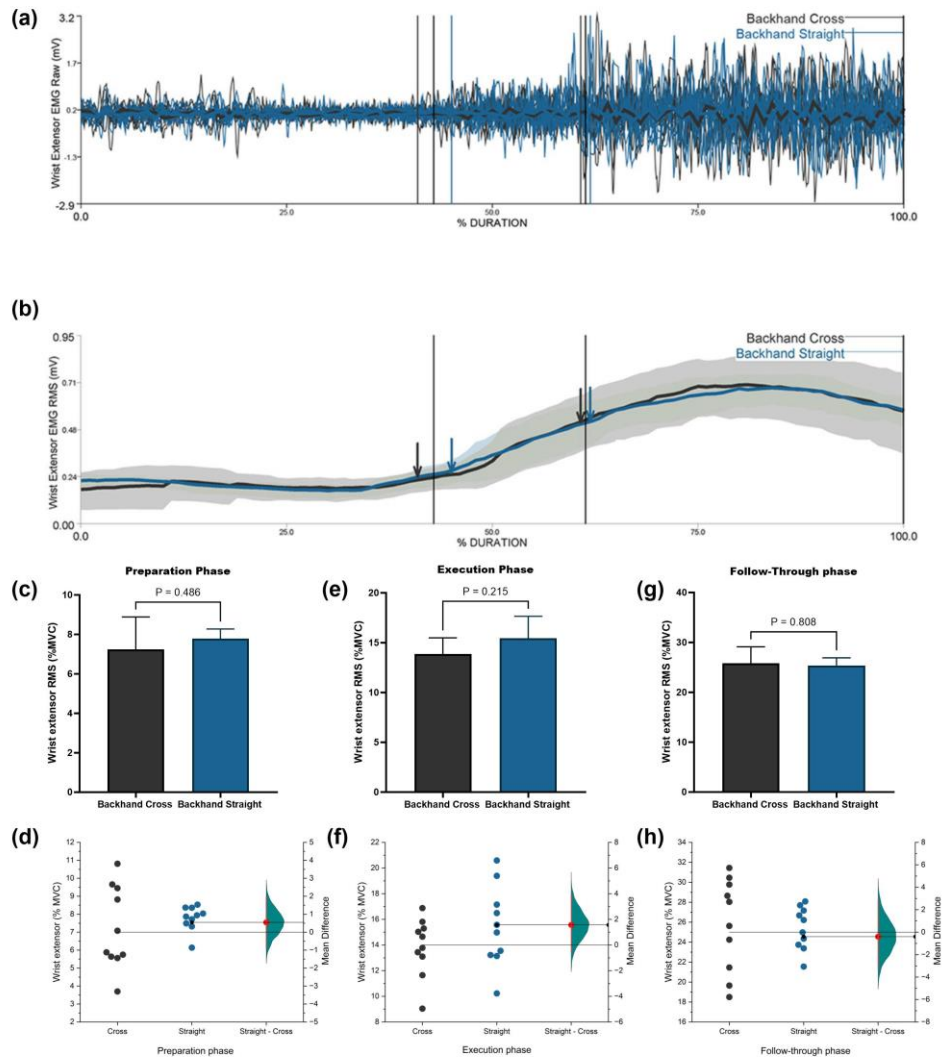 (a)
3.2
1.7
0.2
-1.3
-2.9
Wrist Extensor EMG Raw (mV)
Backhand Cross
Backhand Straight
0.0
25.0
50.0
75.0
100.0
% DURATION
(b)
0.95
0.71
0.48
0.24
0.00
Wrist Extensor EMG RMS (mV)
Backhand Cross
Backhand Straight
0.0
25.0
50.0
75.0
100.0
% DURATION
Preparation Phase
(c)
P = 0.486
10
8
6
4
2
0
Wrist extensor RMS (%MVC)
Backhand Cross Backhand Straight
Execution Phase
(e)
P = 0.215
20
15
10
5
0
Wrist extensor RMS (%MVC)
Backhand Cross Backhand Straight
Follow-Through phase
(g)
P = 0.808
40
30
20
10
0
Wrist extensor RMS (%MVC)
Backhand Cross Backhand Straight
(d)
12
11
10
9
8
7
6
5
4
3
2
Wrist extensor (% MVC)
5
4
3
2
1
0
−1
−2
−3
−4
−5
Mean Difference
Cross
Straight
Straight - Cross
Preparation phase
(f)
22
20
18
16
14
12
10
8
Wrist extensor (% MVC)
8
6
4
2
0
−2
−4
−6
Mean Difference
Cross
Straight
Straight - Cross
Execution phase
(h)
34
32
30
28
26
24
22
20
18
16
Wrist extensor (% MVC)
8
6
4
2
0
−2
−4
−6
−8
Mean Difference
Cross
Straight
Straight - Cross
Follow-through phase